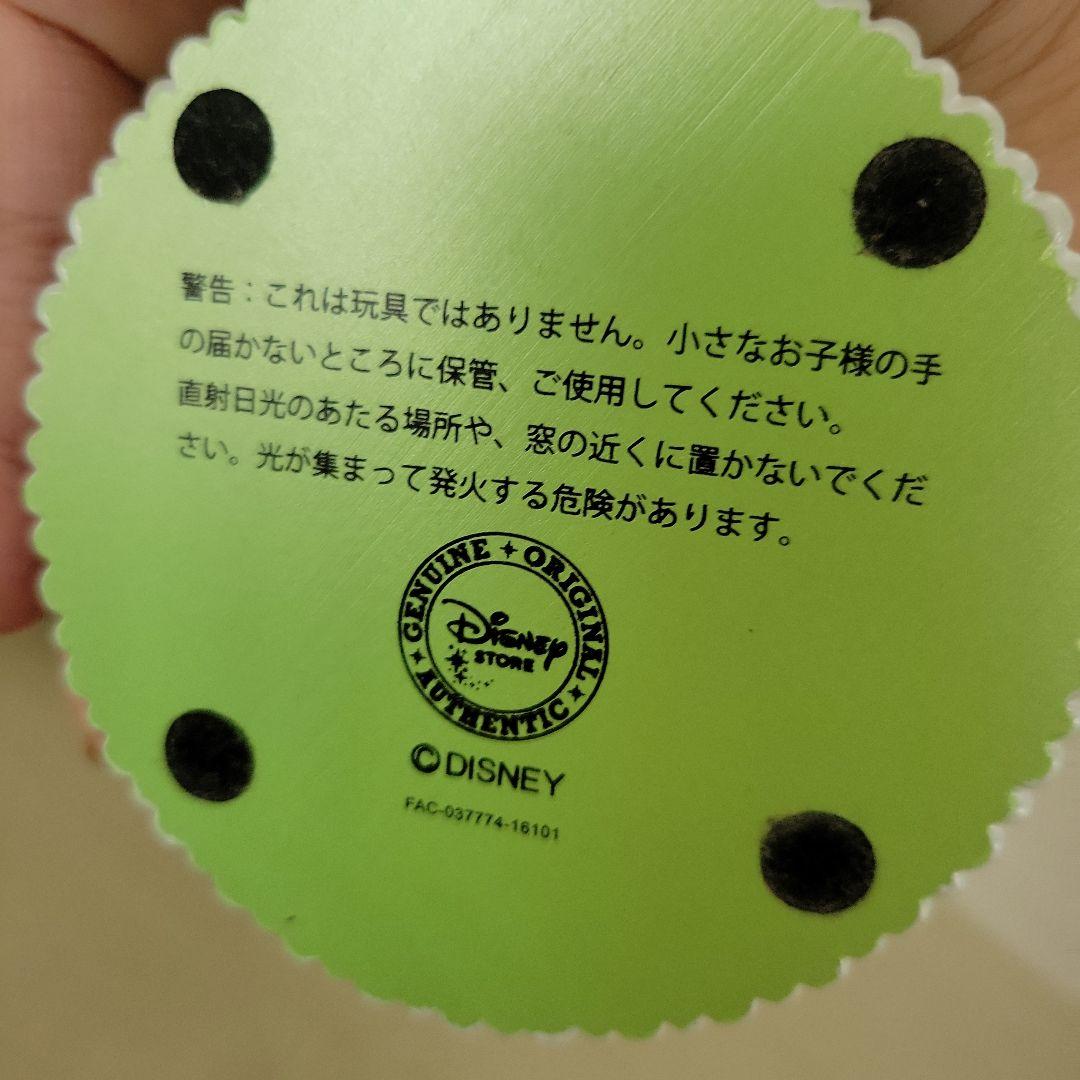 警告：これは玩具ではありません。小さなお子様の手
の届かないところに保管、ご使用してください。
直射日光のあたる場所や、窓の近くに置かないでくだ
さい。光が集まって発火する危険があります。
GENUINE ORIGINAL
Disney
STORE
AUTHENTIC
©DISNEY
FAC-037774-16101